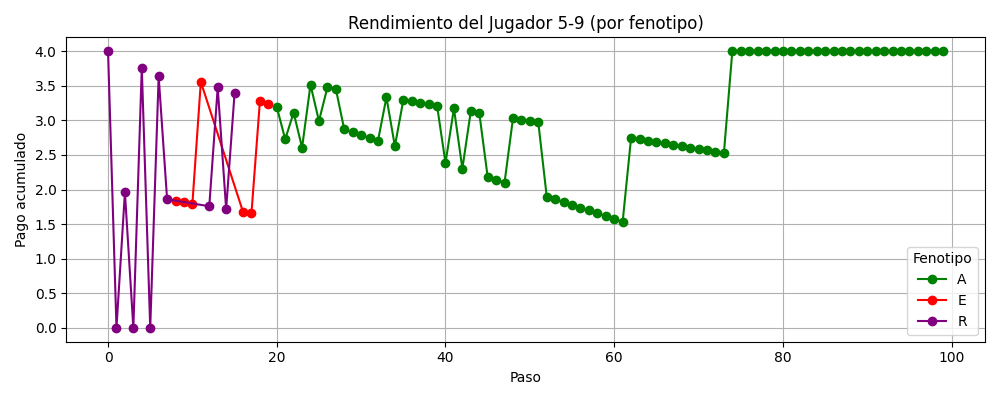 Rendimiento del Jugador 5-9 (por fenotipo)
Pago acumulado
4.0
3.5
3.0
2.5
2.0
1.5
1.0
0.5
0.0
Fenotipo
A
E
R
0 20 40 60 80 100
Paso